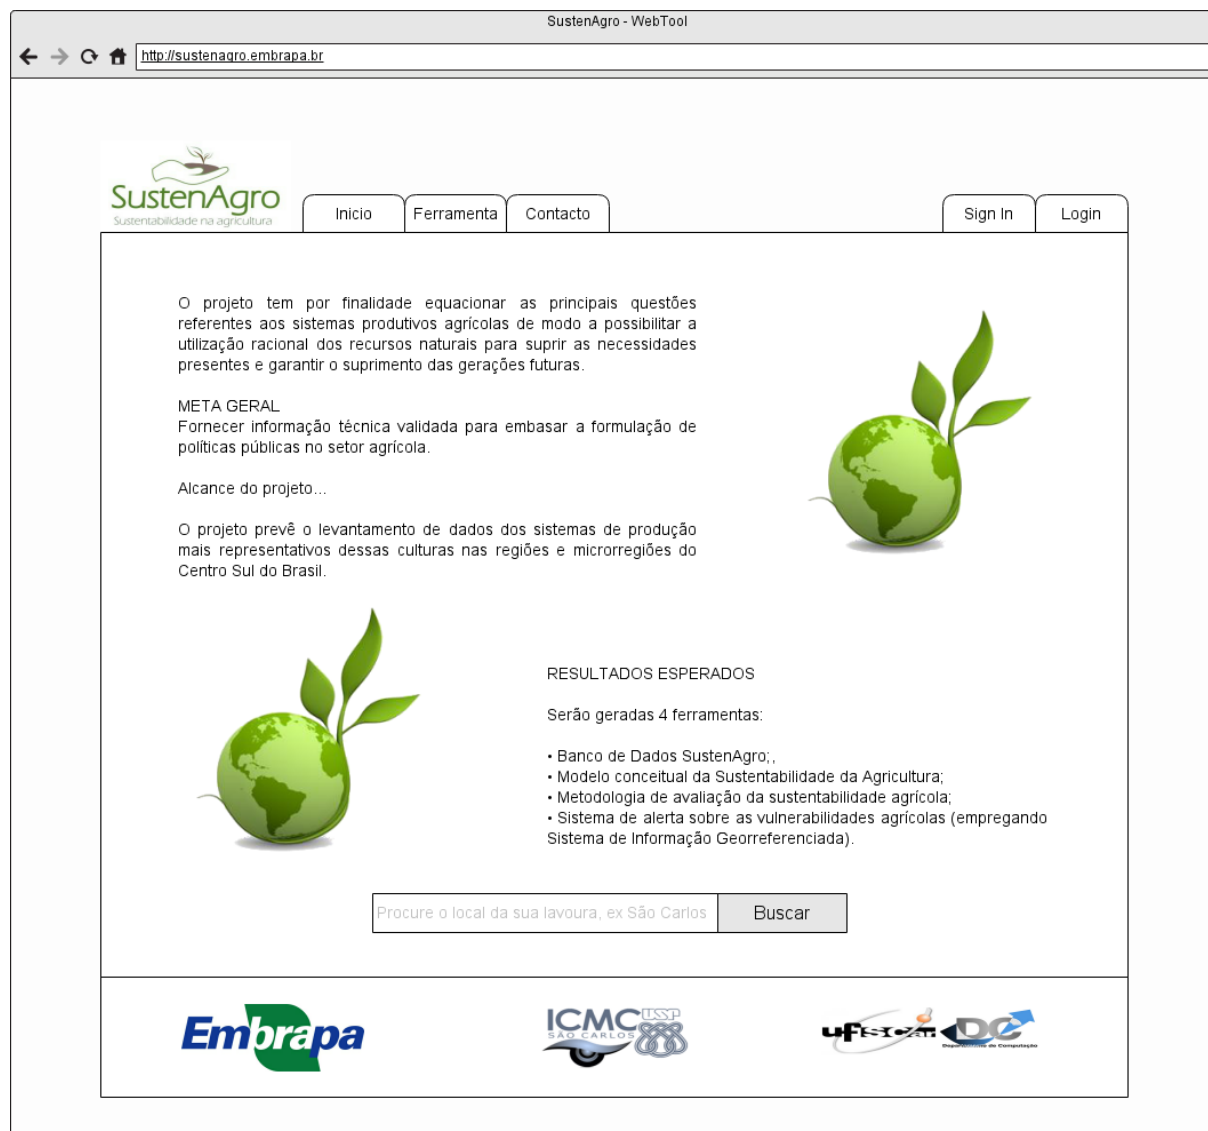 SustenAgro - WebTool
http://sustenagro.embrapa.br
SustenAgro
Sustentabilidade na agricultura
Inicio
Ferramenta
Contacto
Sign In
Login
O projeto tem por finalidade equacionar as principais questões
referentes aos sistemas produtivos agrícolas de modo a possibilitar a
utilização racional dos recursos naturais para suprir as necessidades
presentes e garantir o suprimento das gerações futuras.
META GERAL
Fornecer informação técnica validada para embasar a formulação de
políticas públicas no setor agrícola.
Alcance do projeto...
O projeto prevê o levantamento de dados dos sistemas de produção
mais representativos dessas culturas nas regiões e microrregiões do
Centro Sul do Brasil.
RESULTADOS ESPERADOS
Serão geradas 4 ferramentas:
• Banco de Dados SustenAgro;,
• Modelo conceitual da Sustentabilidade da Agricultura;
• Metodologia de avaliação da sustentabilidade agrícola;
• Sistema de alerta sobre as vulnerabilidades agrícolas (empregando
Sistema de Informação Georreferenciada).
Procure o local da sua lavoura, ex São Carlos
Buscar
Embrapa
ICMC USP
SÃO CARLOS
ufscar DC
Departamento de Computação